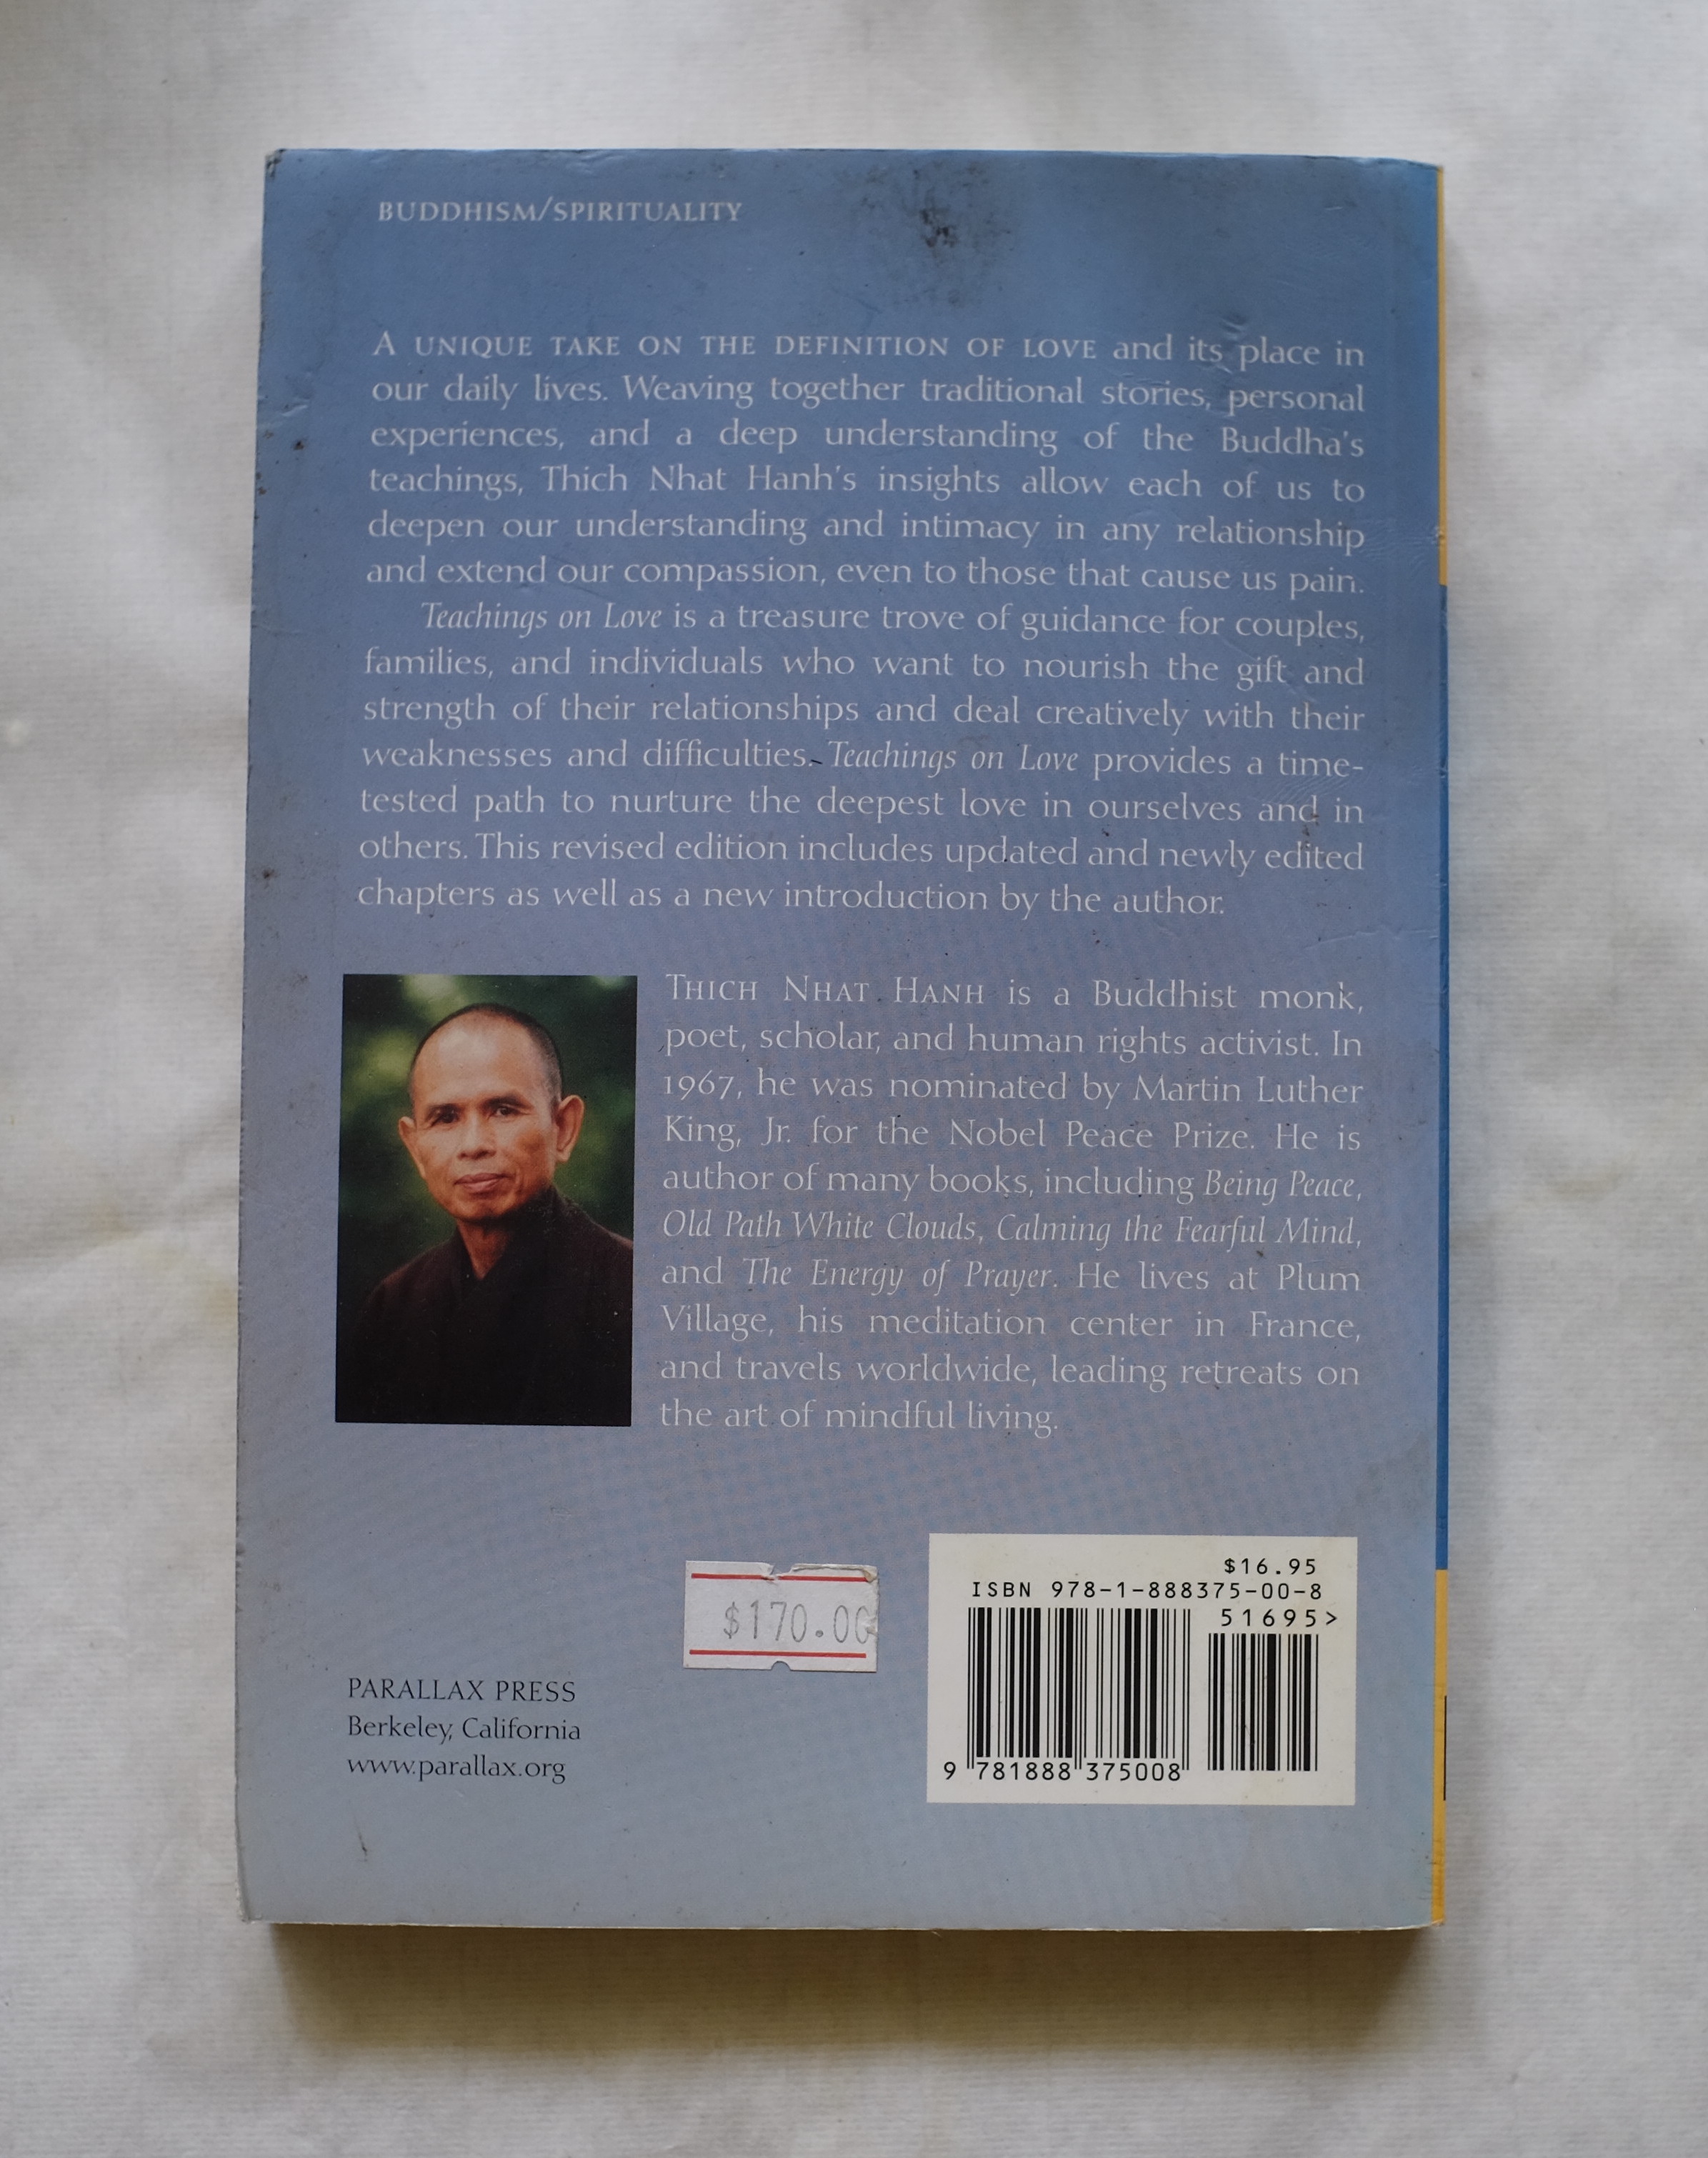 BUDDHISM/SPIRITUALITY
A UNIQUE TAKE ON THE DEFINITION OF LOVE and its place in
our daily lives. Weaving together traditional stories, personal
experiences, and a deep understanding of the Buddha's
teachings, Thich Nhat Hanh's insights allow each of us to
deepen our understanding and intimacy in any relationship
and extend our compassion, even to those that cause us pain.
Teachings on Love is a treasure trove of guidance for couples,
families, and individuals who want to nourish the gift and
strength of their relationships and deal creatively with their
weaknesses and difficulties. Teachings on Love provides a time-
tested path to nurture the deepest love in ourselves and in
others. This revised edition includes updated and newly edited
chapters as well as a new introduction by the author.
THICH NHAT HANH is a Buddhist monk,
poet, scholar, and human rights activist. In
1967, he was nominated by Martin Luther
King, Jr. for the Nobel Peace Prize. He is
author of many books, including Being Peace,
Old Path White Clouds, Calming the Fearful Mind,
and The Energy of Prayer. He lives at Plum
Village, his meditation center in France,
and travels worldwide, leading retreats on
the art of mindful living.
$170.00
PARALLAX PRESS
Berkeley, California
www.parallax.org
$16.95
ISBN 978-1-888375-00-8
51695>
9 781888 375008